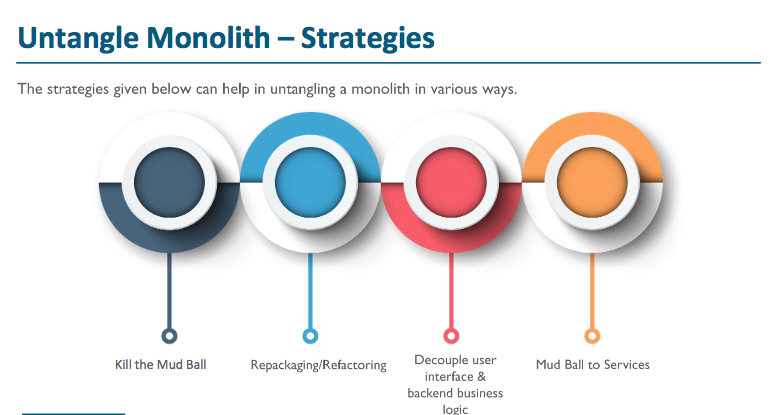 Untangle Monolith – Strategies
The strategies given below can help in untangling a monolith in various ways.
Kill the Mud Ball
Repackaging/Refactoring
Decouple user
interface &
backend business
logic
Mud Ball to Services